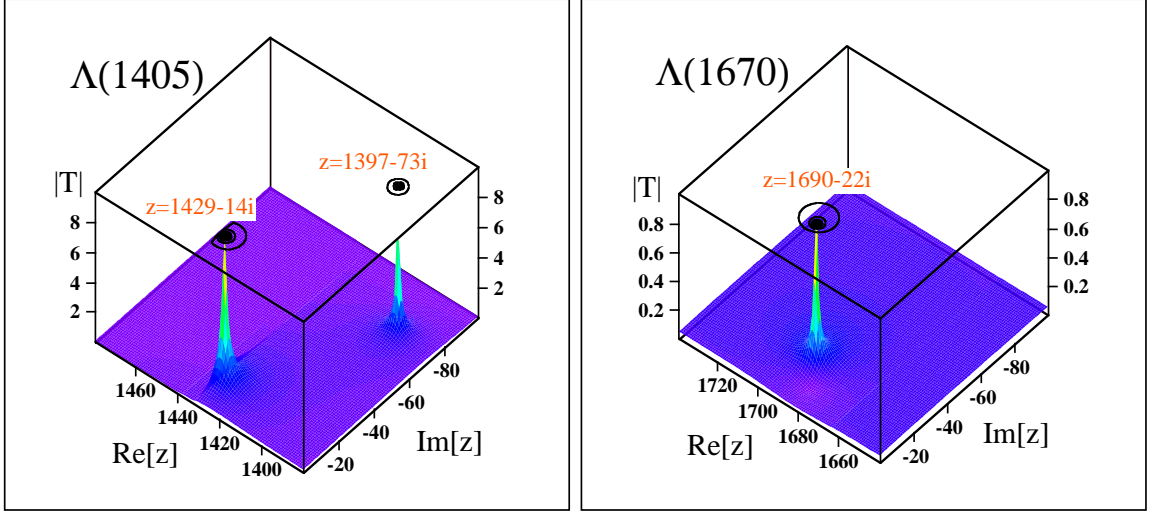 Λ(1405)
z=1397-73i
|T|
z=1429-14i
8
6
4
2
8
6
4
2
1460
1440
1420
1400
Re[z]
-80
-60
-40
-20
Im[z]
Λ(1670)
|T|
z=1690-22i
0.8
0.6
0.4
0.2
0.8
0.6
0.4
0.2
1720
1700
1680
1660
Re[z]
-80
-60
-40
-20
Im[z]